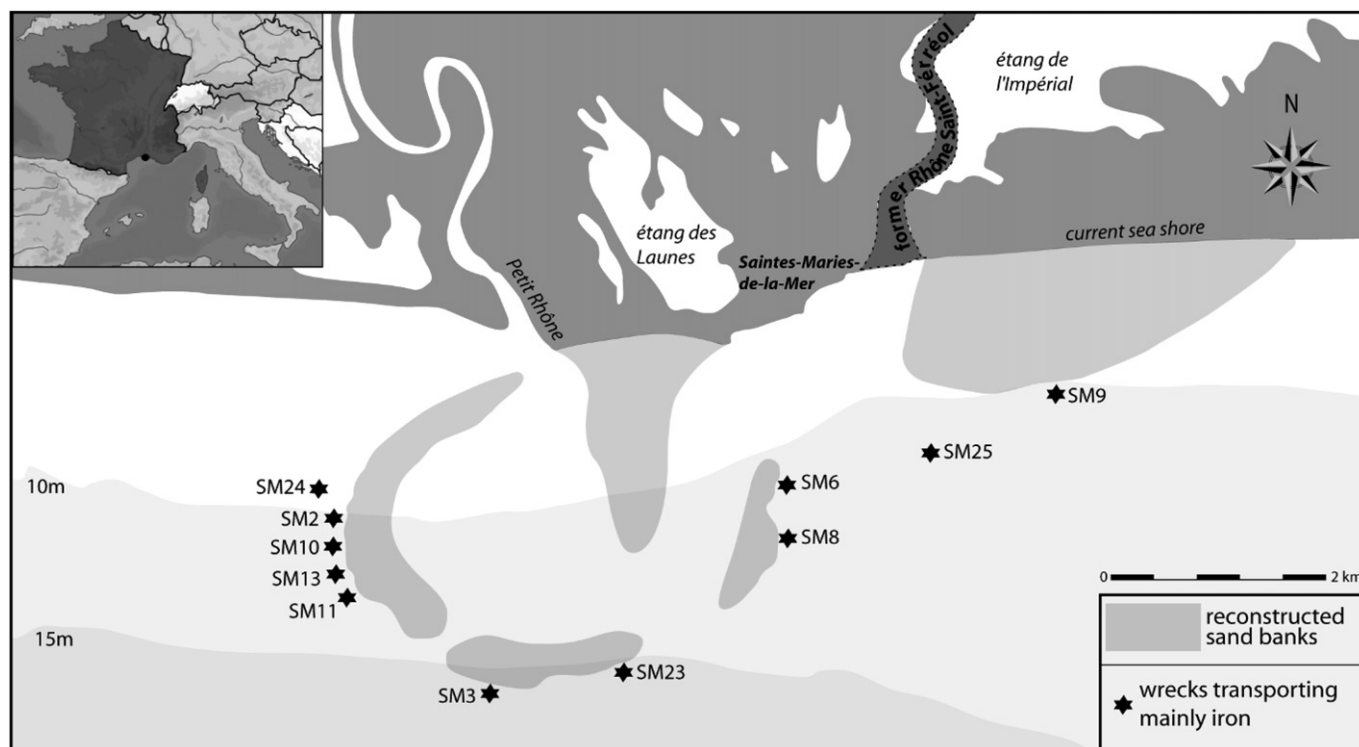 étang de
l'Impérial
N
former Rhône Saint-Férréol
étang des
Launes
current sea shore
Saintes-Maries-
de-la-Mer
Petit Rhône
SM9
SM25
10m
SM24
SM6
SM2
SM8
SM10
SM13
SM11
0 2 km
15m
SM23
SM3
reconstructed
sand banks
wrecks transporting
mainly iron